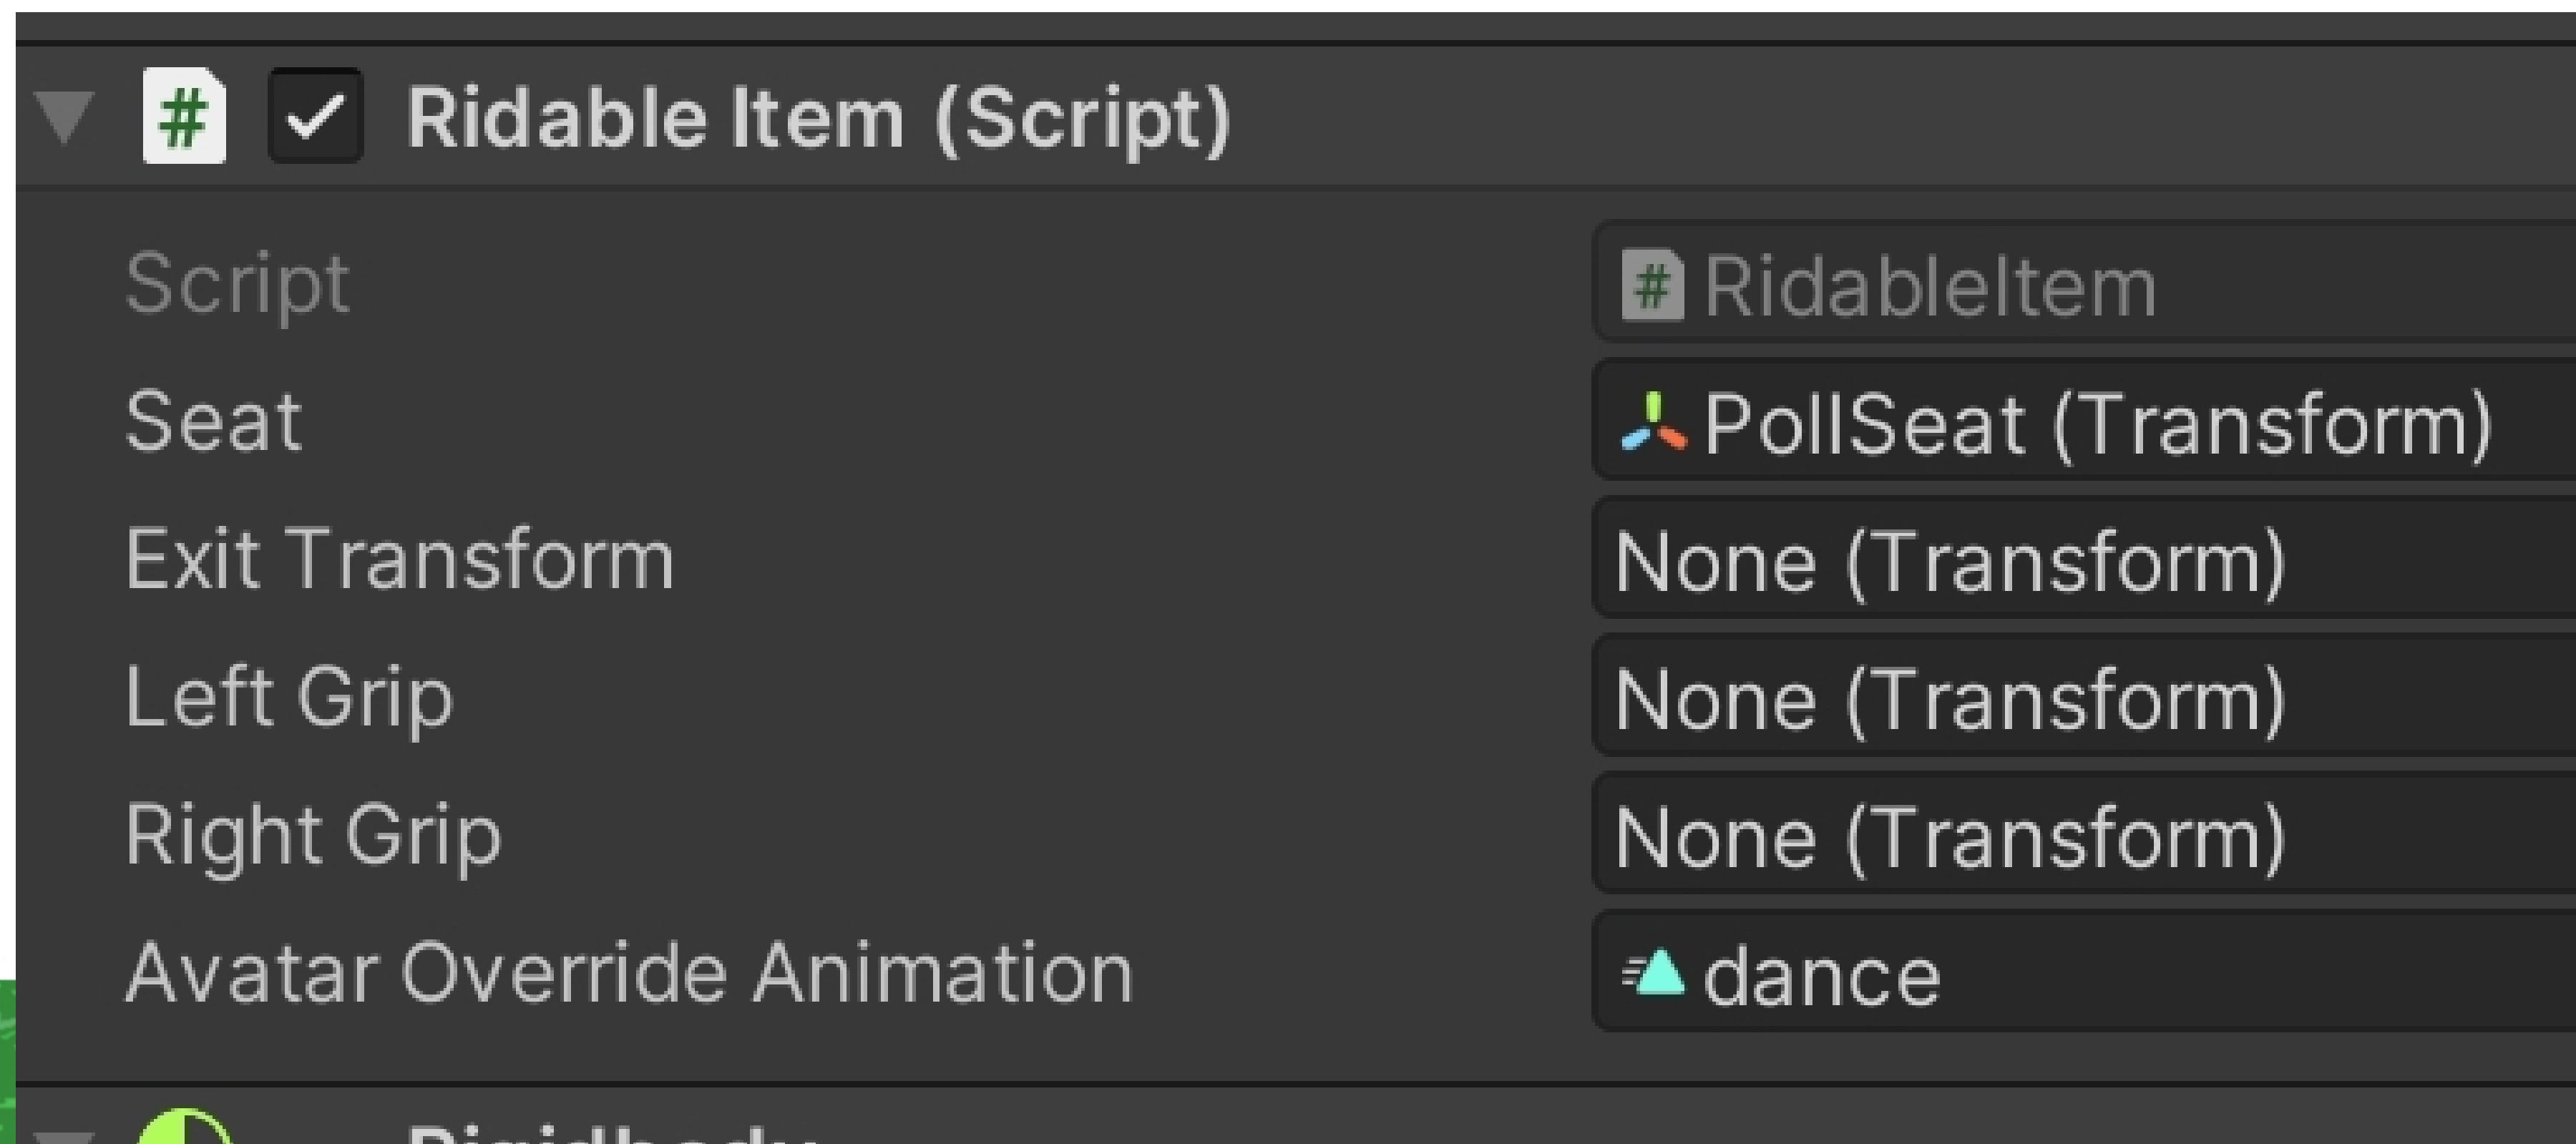 # Ridable Item (Script)
Script # RidableItem
Seat PollSeat (Transform)
Exit Transform None (Transform)
Left Grip None (Transform)
Right Grip None (Transform)
Avatar Override Animation dance
Rigidbody